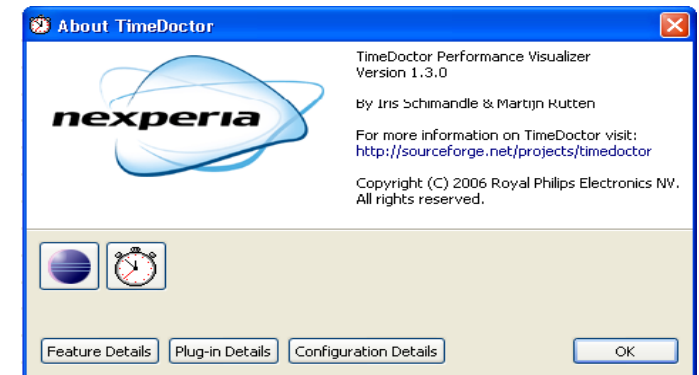 About TimeDoctor
nexperia
TimeDoctor Performance Visualizer
Version 1.3.0
By Iris Schimandle & Martijn Rutten
For more information on TimeDoctor visit:
http://sourceforge.net/projects/timedoctor
Copyright (C) 2006 Royal Philips Electronics NV.
All rights reserved.
Feature Details
Plug-in Details
Configuration Details
OK